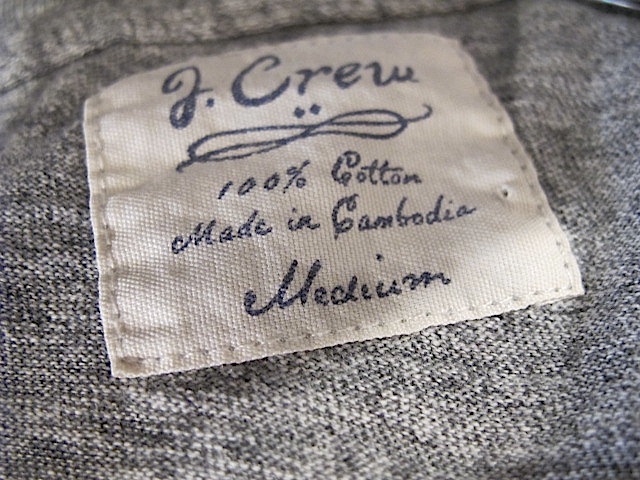 J. Crew
100% Cotton
Made in Cambodia
Medium